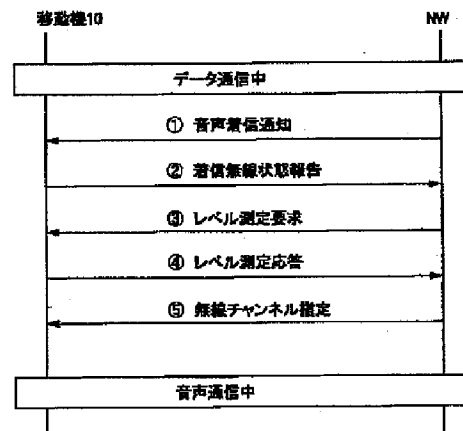 移動機10 NW
データ通信中
① 音声着信通知
② 着信無線状態報告
③ レベル測定要求
④ レベル測定応答
⑤ 無線チャンネル指定
音声通信中